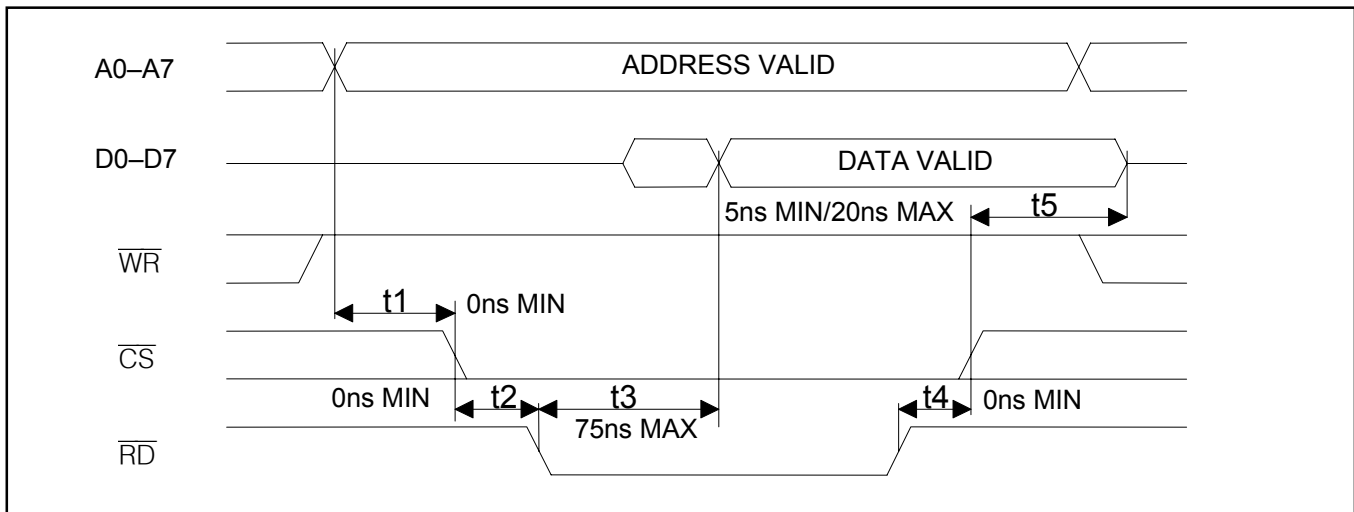 A0–A7
ADDRESS VALID
D0–D7
DATA VALID
5ns MIN/20ns MAX
t5
WR
t1
0ns MIN
CS
0ns MIN
t2
t3
t4
0ns MIN
75ns MAX
RD